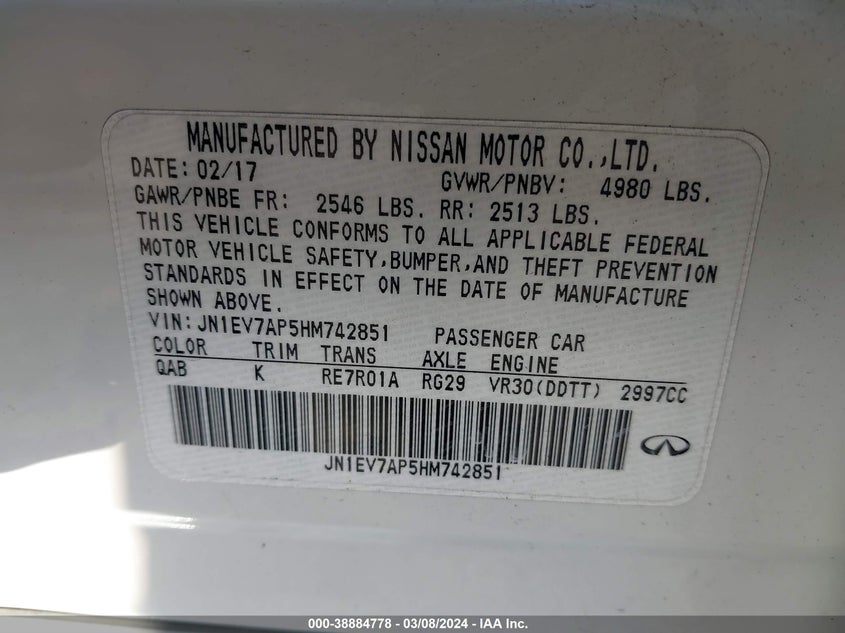 MANUFACTURED BY NISSAN MOTOR CO.,LTD.
DATE: 02/17 GVWR/PNBV: 4980 LBS.
GAWR/PNBE FR: 2546 LBS. RR: 2513 LBS.
THIS VEHICLE CONFORMS TO ALL APPLICABLE FEDERAL
MOTOR VEHICLE SAFETY,BUMPER,AND THEFT PREVENTION
STANDARDS IN EFFECT ON THE DATE OF MANUFACTURE
SHOWN ABOVE.
VIN: JN1EV7AP5HM742851 PASSENGER CAR
COLOR TRIM TRANS AXLE ENGINE
QAB K RE7R01A RG29 VR30(DDTT) 2997CC
JN1EV7AP5HM742851
000-38884778 - 03/08/2024 - IAA Inc.